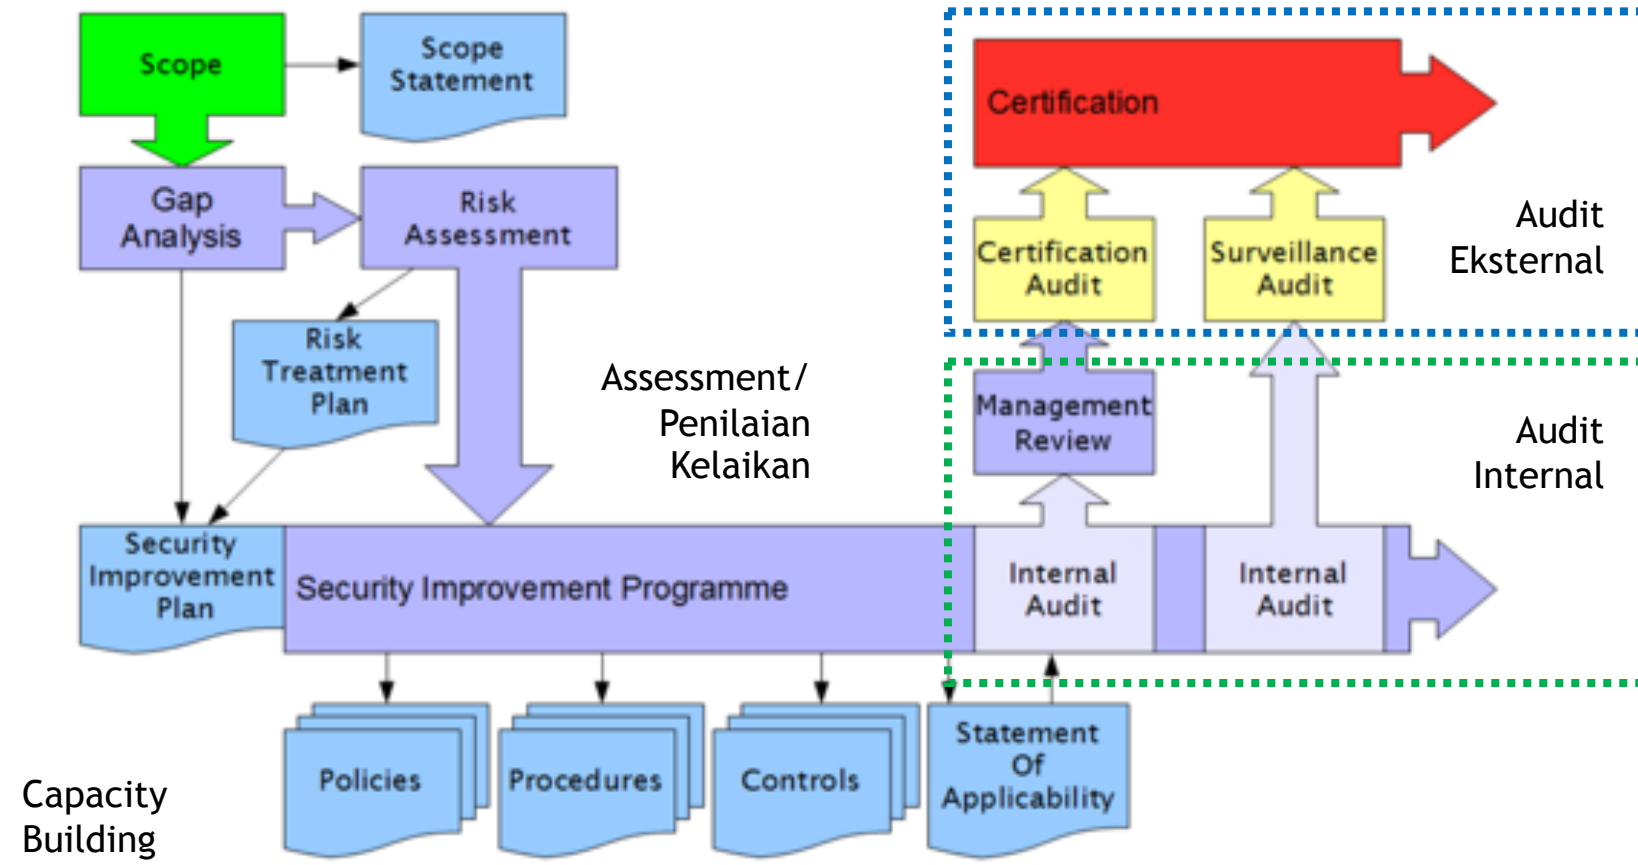 Scope
Scope
Statement
Certification
Gap
Analysis
Risk
Assessment
Certification
Audit
Surveillance
Audit
Audit
Eksternal
Risk
Treatment
Plan
Assessment/
Penilaian
Kelaikan
Management
Review
Audit
Internal
Security
Improvement
Plan
Security Improvement Programme
Internal
Audit
Internal
Audit
Policies
Procedures
Controls
Statement
Of
Applicability
Capacity
Building